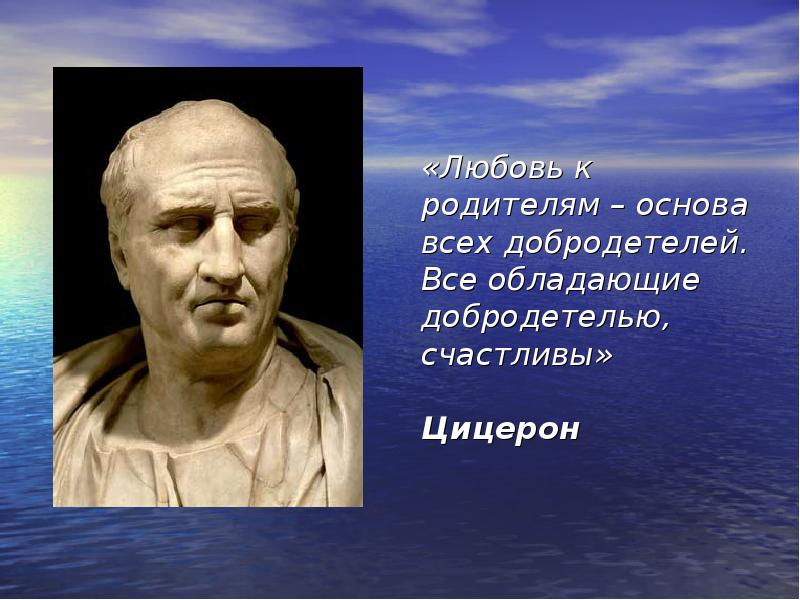 «Любовь к
родителям – основа
всех добродетелей.
Все обладающие
добродетелью,
счастливы»
Цицерон